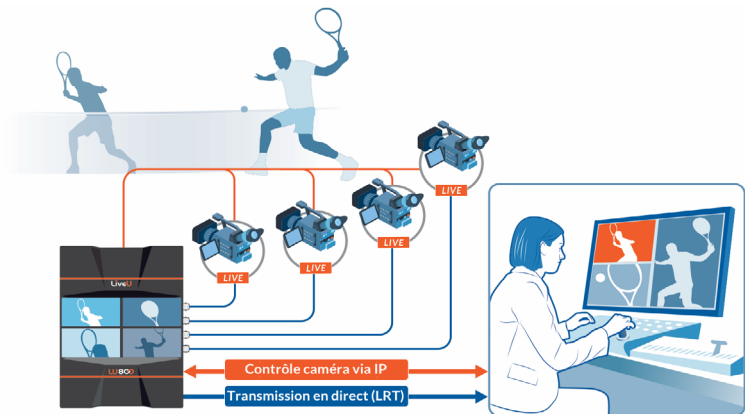 LIVE
LIVE
LIVE
LIVE
LiveU
LU800
Contrôle caméra via IP
Transmission en direct (LRT)